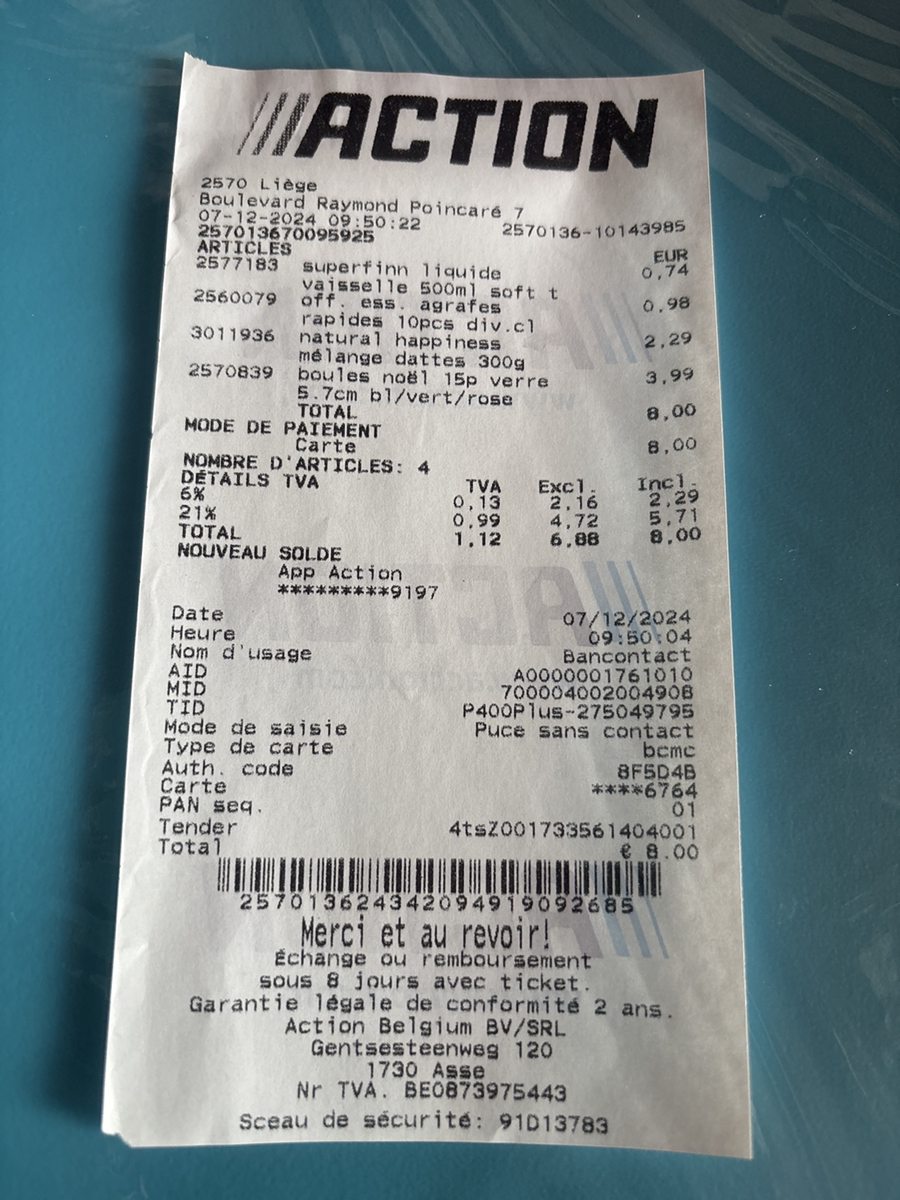 ACTION
2570 Liège
Boulevard Raymond Poincaré 7
07-12-2024 09:50:22 2570136-10143985
257013670095925
ARTICLES EUR
2577183 superfinn liquide 0,74
vaisselle 500ml soft t
2560079 off. ess. agrafes 0,98
rapides 10pcs div.cl
3011936 natural happiness 2,29
mélange dattes 300g
2570839 boules noël 15p verre 3,99
5.7cm bl/vert/rose
TOTAL 8,00
MODE DE PAIEMENT
Carte 8,00
NOMBRE D'ARTICLES: 4
DÉTAILS TVA TVA Excl. Incl.
6% 0,13 2,16 2,29
21% 0,99 4,72 5,71
TOTAL 1,12 6,88 8,00
NOUVEAU SOLDE
App Action
*********9197
Date 07/12/2024
Heure 09:50:04
Nom d'usage Bancontact
AID A0000001761010
MID 700004002004908
TID P400Plus-275049795
Mode de saisie Puce sans contact
Type de carte bcmc
Auth. code 8F5D4B
Carte ****6764
PAN seq. 01
Tender 4tsZ001733561404001
Total € 8.00
257013624342094919092685
Merci et au revoir!
Échange ou remboursement
sous 8 jours avec ticket.
Garantie légale de conformité 2 ans.
Action Belgium BV/SRL
Gentsesteenweg 120
1730 Asse
Nr TVA. BE0873975443
Sceau de sécurité: 91D13783